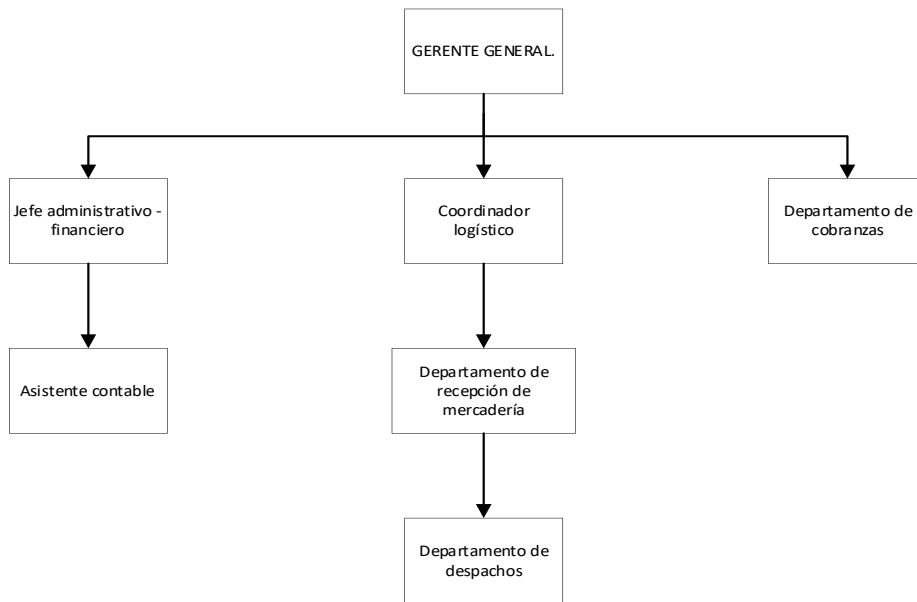 GERENTE GENERAL.
Jefe administrativo -
financiero
Coordinador
logístico
Departamento de
cobranzas
Asistente contable
Departamento de
recepción de
mercadería
Departamento de
despachos